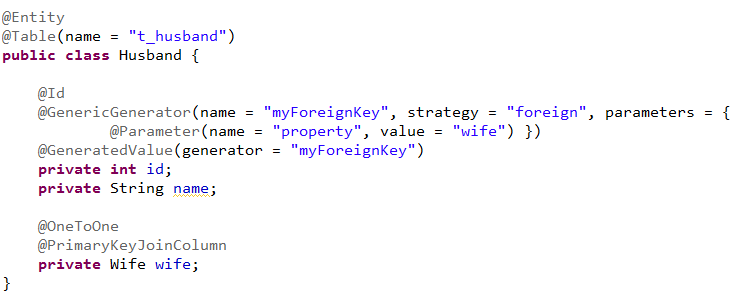 @Entity
@Table(name = "t_husband")
public class Husband {
@Id
@GenericGenerator(name = "myForeignKey", strategy = "foreign", parameters = {
@Parameter(name = "property", value = "wife") })
@GeneratedValue(generator = "myForeignKey")
private int id;
private String name;
@OneToOne
@PrimaryKeyJoinColumn
private Wife wife;
}